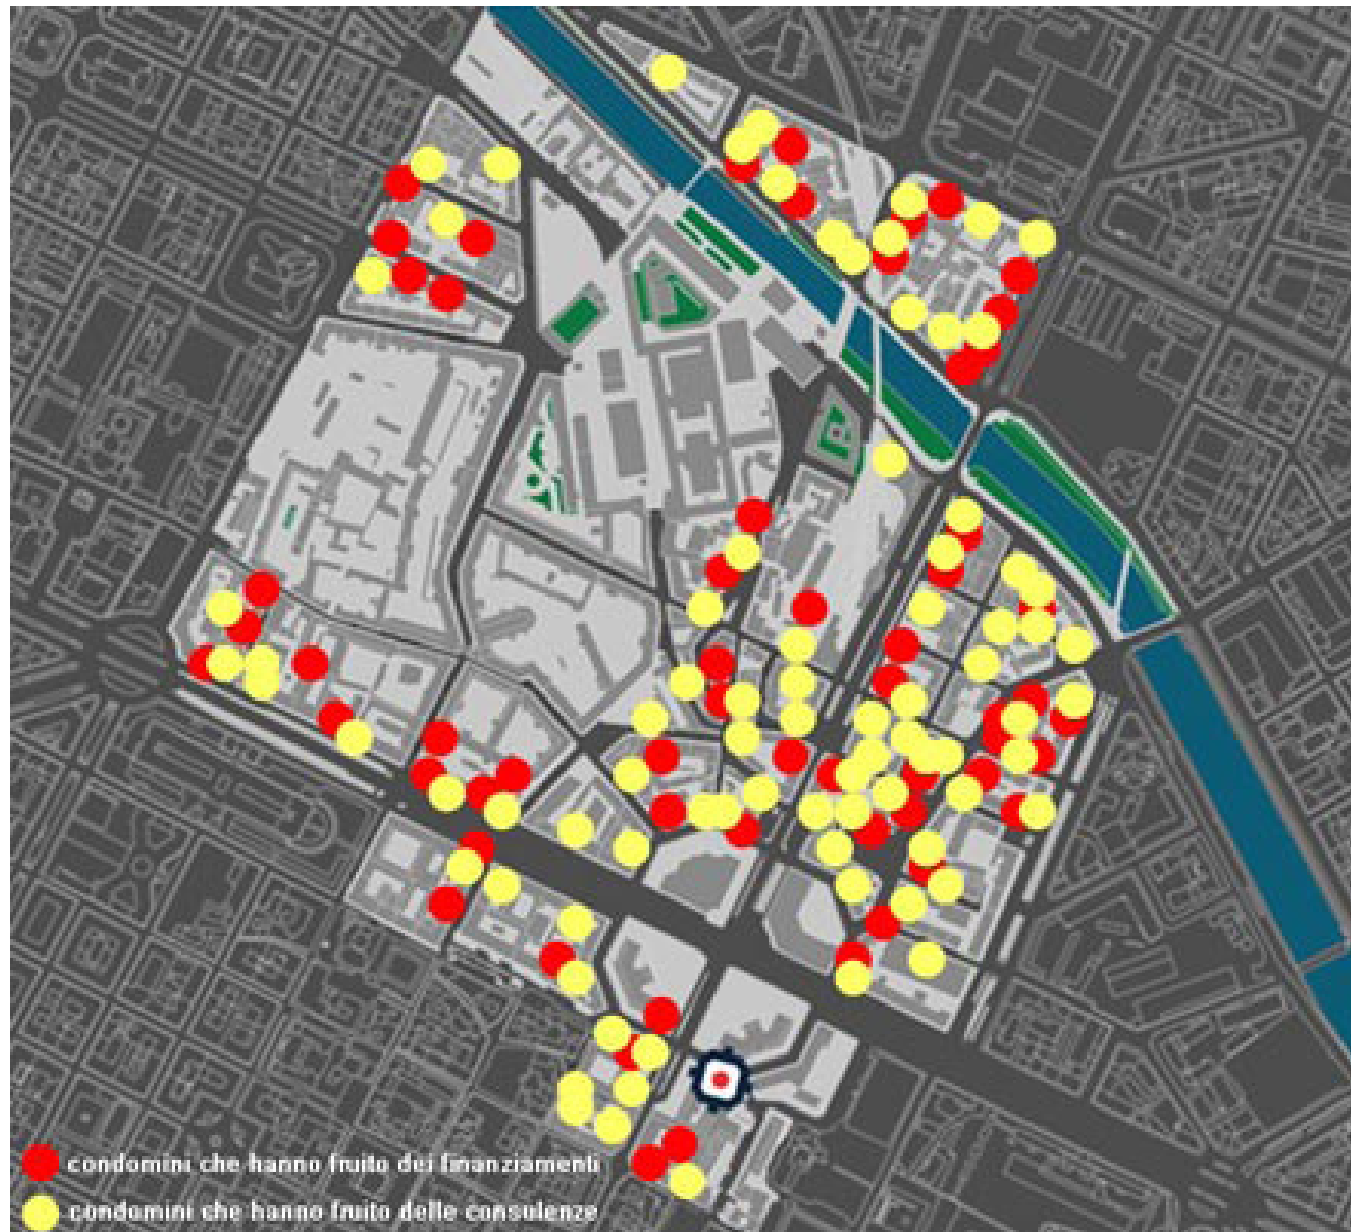 condomini che hanno fruito dei finanziamenti
condomini che hanno fruito delle consulenze